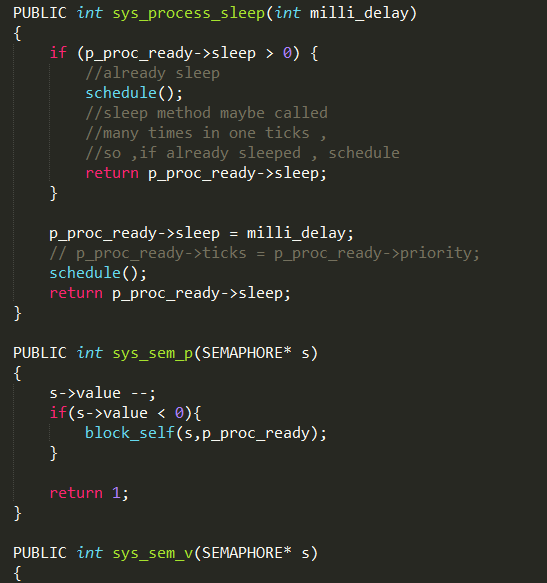 PUBLIC int sys_process_sleep(int milli_delay)
{
    if (p_proc_ready->sleep > 0) {
        //already sleep
        schedule();
        //sleep method maybe called
        //many times in one ticks ,
        //so ,if already sleeped , schedule
        return p_proc_ready->sleep;
    }

    p_proc_ready->sleep = milli_delay;
    // p_proc_ready->ticks = p_proc_ready->priority;
    schedule();
    return p_proc_ready->sleep;
}

PUBLIC int sys_sem_p(SEMAPHORE* s)
{
    s->value --;
    if(s->value < 0){
        block_self(s,p_proc_ready);
    }

    return 1;
}

PUBLIC int sys_sem_v(SEMAPHORE* s)
{